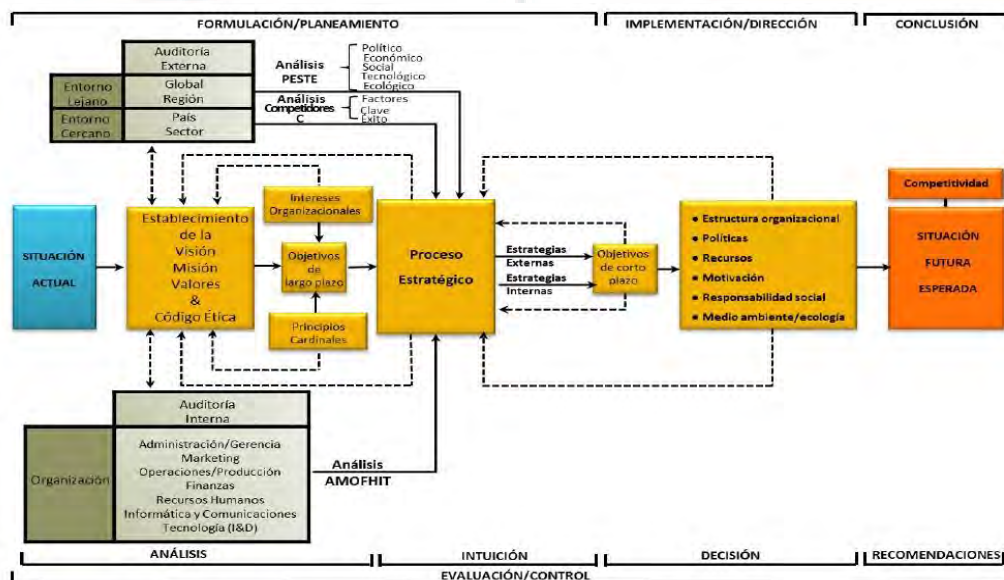 FORMULACIÓN/PLANEAMIENTO
IMPLEMENTACIÓN/DIRECCIÓN
CONCLUSIÓN
Auditoría
Externa
Entorno
Lejano
Global
Región
Entorno
Cercano
País
Sector
Análisis
PESTE
Político
Económico
Social
Tecnológico
Ecológico
Análisis
Competidores
C
Factores
Clave
Éxito
SITUACIÓN
ACTUAL
Establecimiento
de la
Visión
Misión
Valores
&
Código Ética
Intereses
Organizacionales
Objetivos
de
largo plazo
Principios
Cardinales
Proceso
Estratégico
Estrategias
Externas
Estrategias
Internas
Objetivos
de corto
plazo
• Estructura organizacional
• Políticas
• Recursos
• Motivación
• Responsabilidad social
• Medio ambiente/ecología
Competitividad
SITUACIÓN
FUTURA
ESPERADA
Auditoría
Interna
Organización
Administración/Gerencia
Marketing
Operaciones/Producción
Finanzas
Recursos Humanos
Informática y Comunicaciones
Tecnología (I&D)
Análisis
AMOFHIT
ANÁLISIS
INTUICIÓN
DECISIÓN
RECOMENDACIONES
EVALUACIÓN/CONTROL